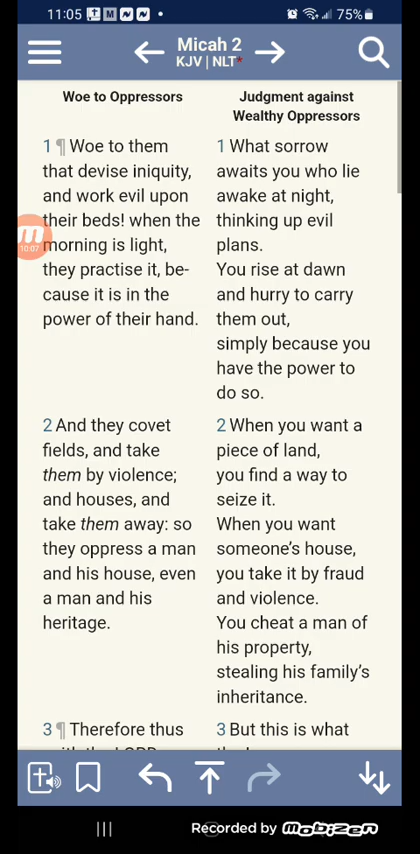 11:05
75%
Micah 2
KJV | NLT*
Woe to Oppressors
1 ¶ Woe to them
that devise iniquity,
and work evil upon
their beds! when the
morning is light,
they practise it, be-
cause it is in the
power of their hand.
2 And they covet
fields, and take
them by violence;
and houses, and
take them away: so
they oppress a man
and his house, even
a man and his
heritage.
3 ¶ Therefore thus
Judgment against
Wealthy Oppressors
1 What sorrow
awaits you who lie
awake at night,
thinking up evil
plans.
You rise at dawn
and hurry to carry
them out,
simply because you
have the power to
do so.
2 When you want a
piece of land,
you find a way to
seize it.
When you want
someone's house,
you take it by fraud
and violence.
You cheat a man of
his property,
stealing his family's
inheritance.
3 But this is what
10:07
Recorded by Mobizen